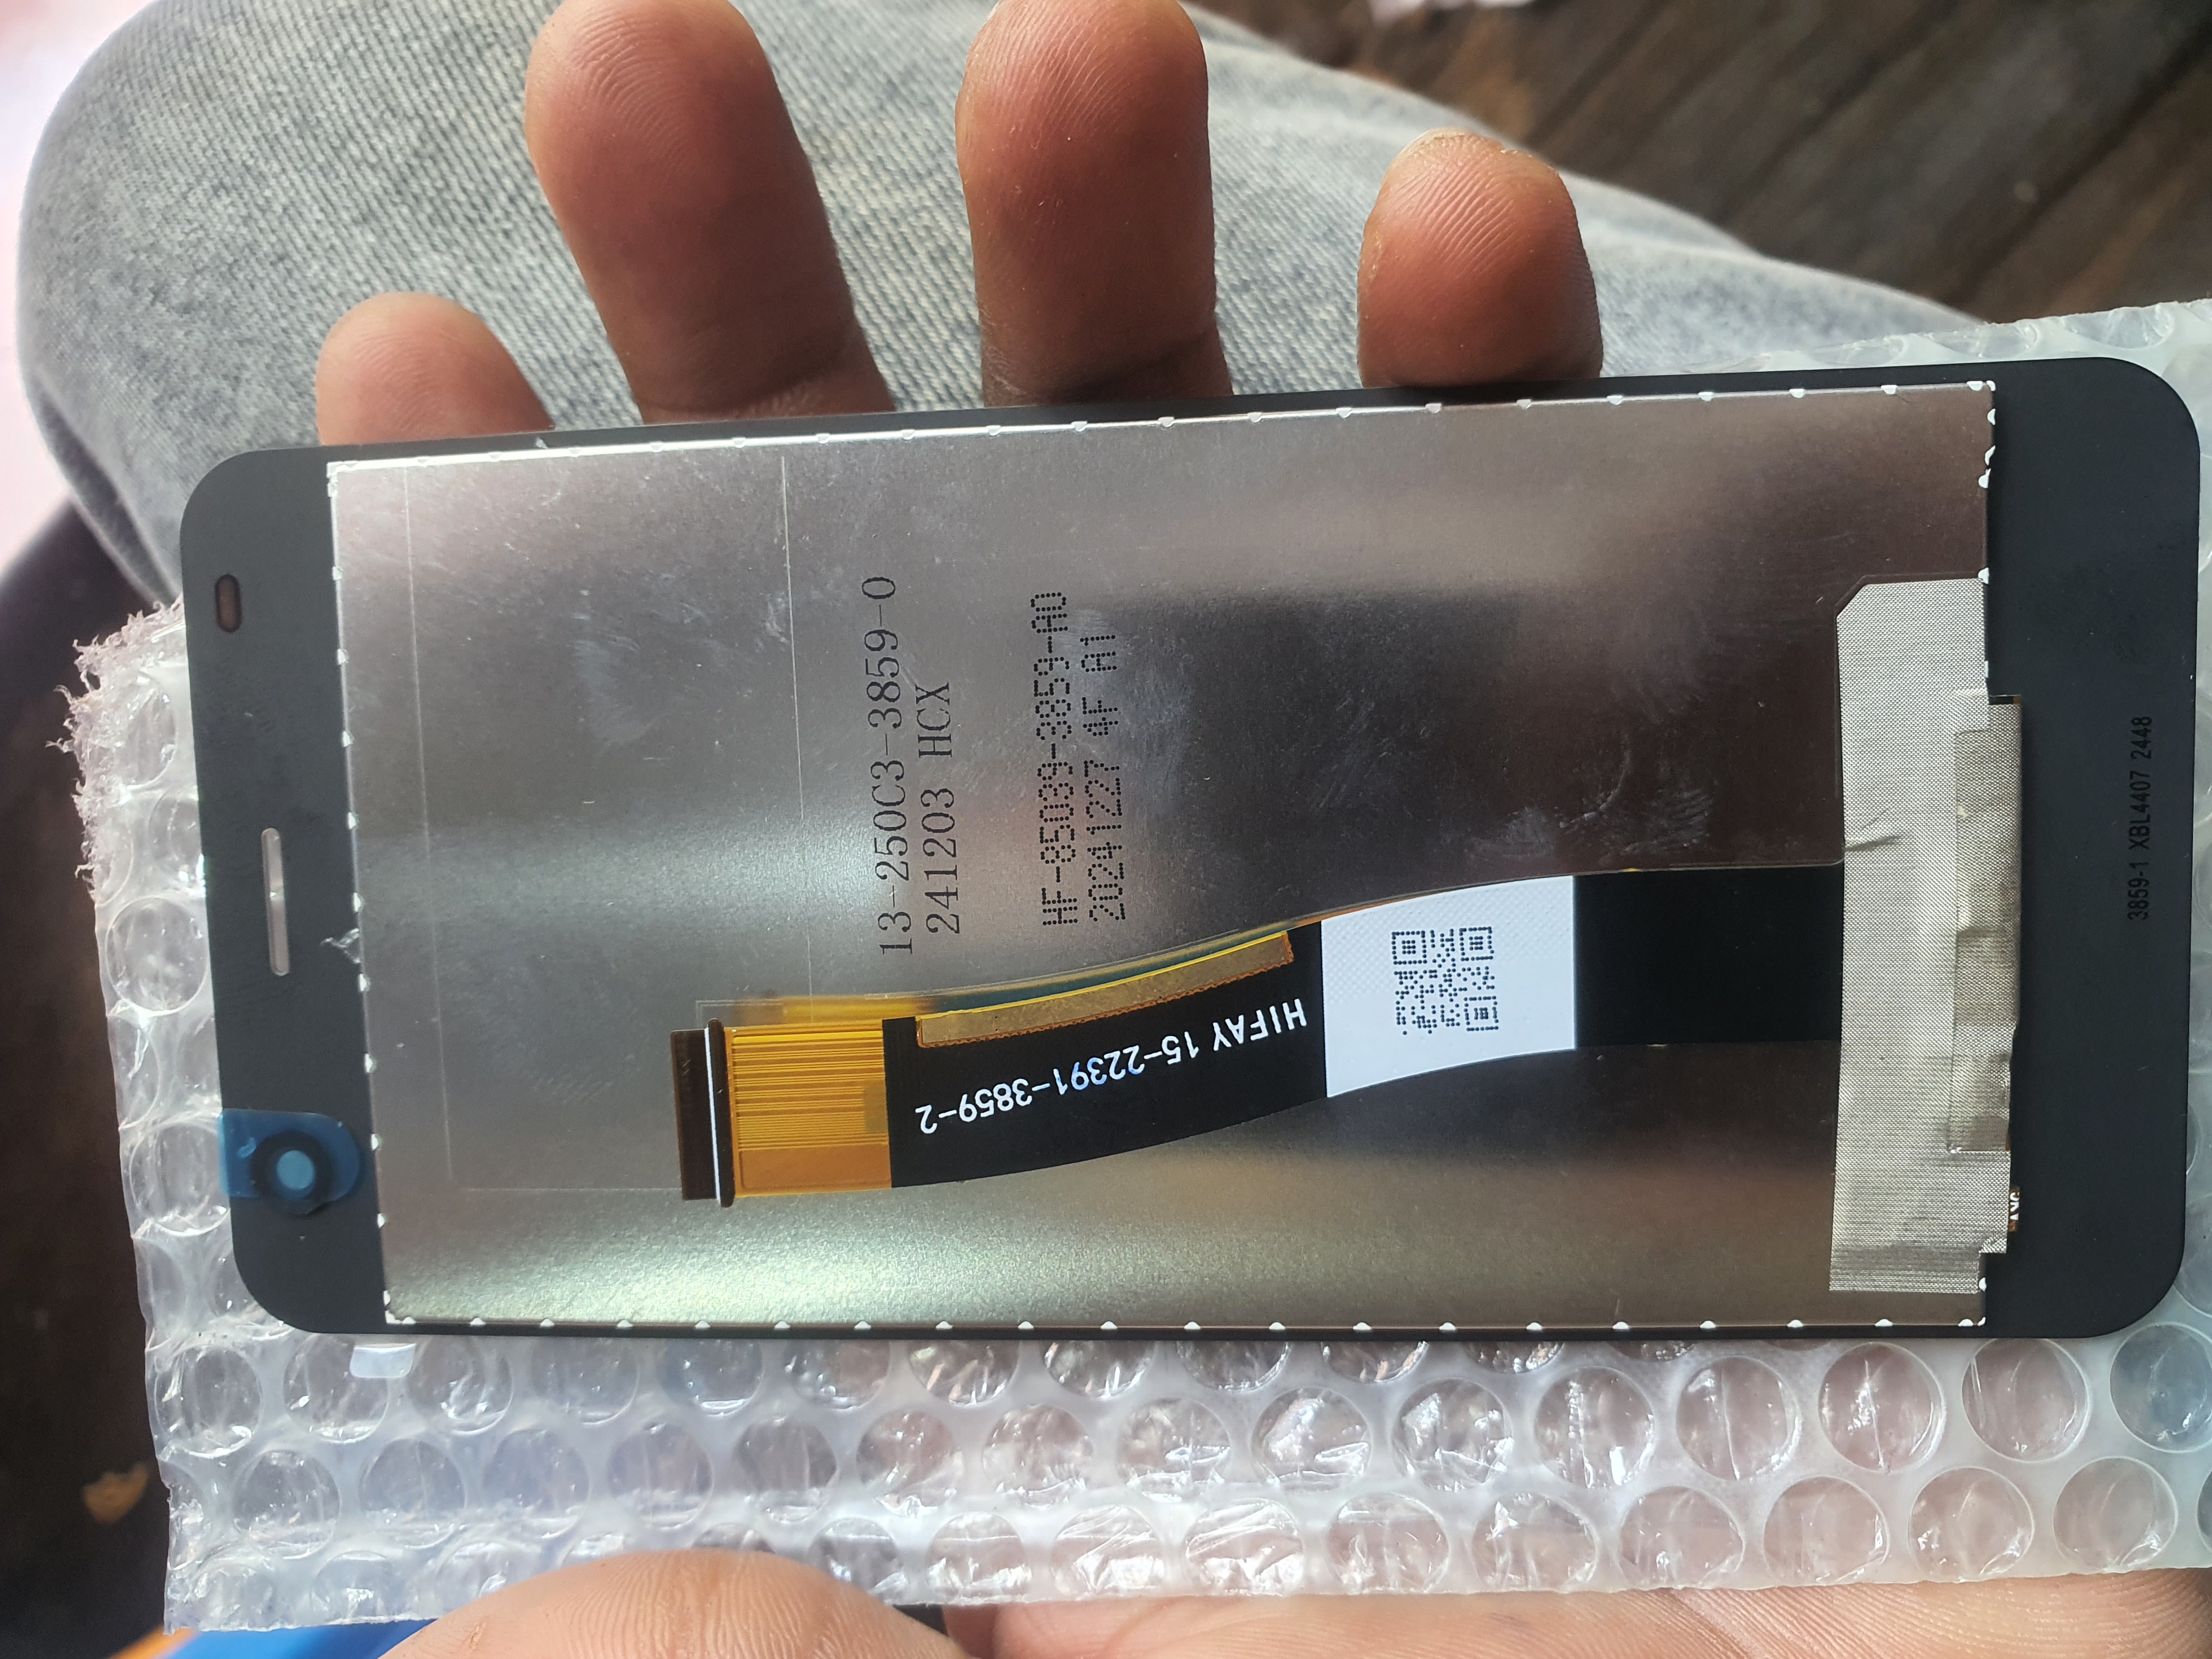 13-250C3-3859-0
241203 HCX
HF-85039-3859-A0
20241227 4F A1
HIFAY 15-22391-3859-2
3859-1 XBL4407 2448